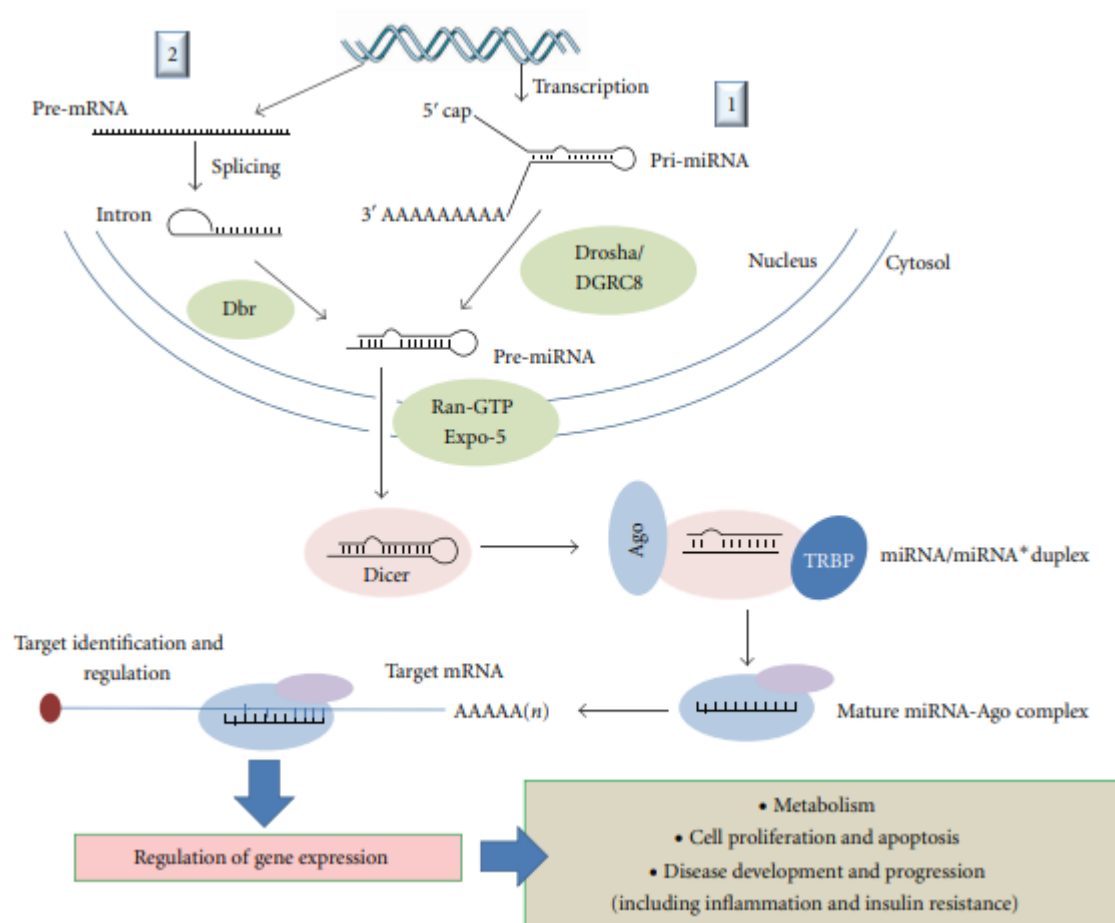 2
Transcription
1
Pre-mRNA
5′ cap
Splicing
Pri-miRNA
Intron
3′ AAAAAAAAA
Drosha/
DGRC8
Nucleus
Cytosol
Dbr
Pre-miRNA
Ran-GTP
Expo-5
Dicer
Ago
TRBP
miRNA/miRNA* duplex
Target identification and
regulation
Target mRNA
AAAAA(n)
Mature miRNA-Ago complex
Regulation of gene expression
• Metabolism
• Cell proliferation and apoptosis
• Disease development and progression
(including inflammation and insulin resistance)